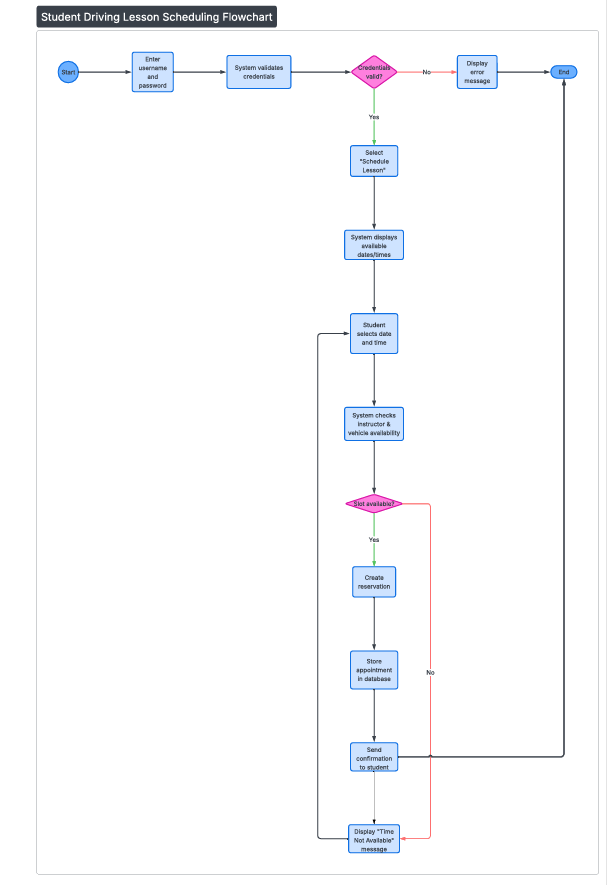 Student Driving Lesson Scheduling Flowchart
Start
Enter
username
and
password
System validates
credentials
Credentials
valid?
No
Display
error
message
End
Yes
Select
"Schedule
Lesson"
System displays
available
dates/times
Student
selects date
and time
System checks
instructor &
vehicle availability
Slot available?
Yes
Create
reservation
Store
appointment
in database
No
Send
confirmation
to student
Display "Time
Not Available"
message